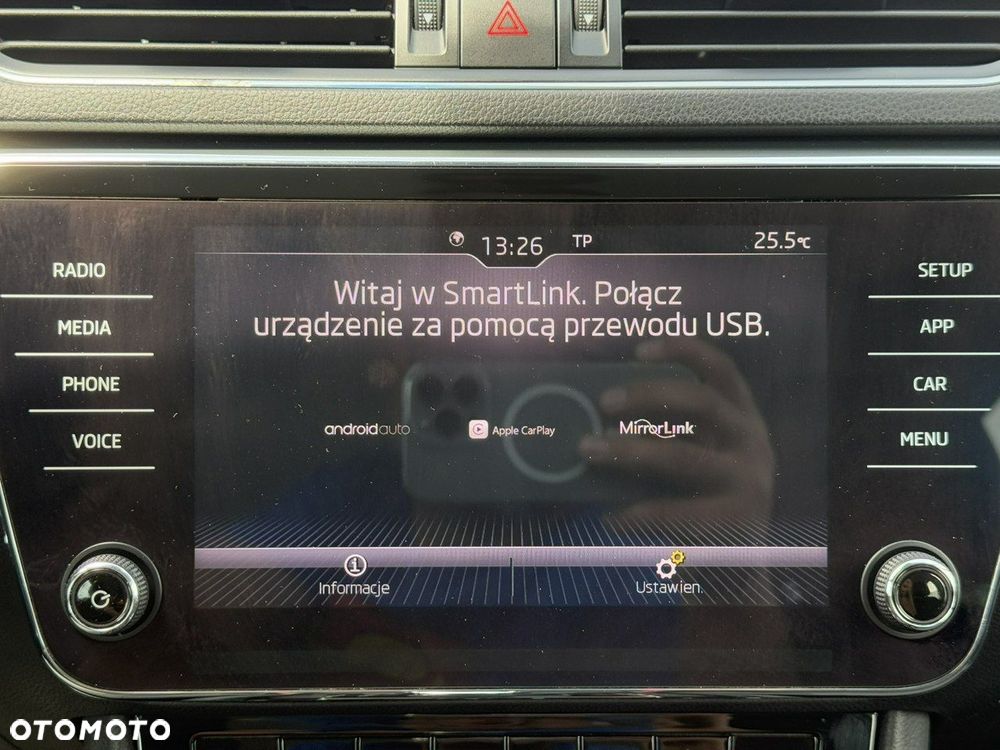 13:26 TP 25.5°C
RADIO
MEDIA
PHONE
VOICE
Witaj w SmartLink. Połącz
urządzenie za pomocą przewodu USB.
androidauto Apple CarPlay MirrorLink
Informacje Ustawien.
SETUP
APP
CAR
MENU
OTOMOTO